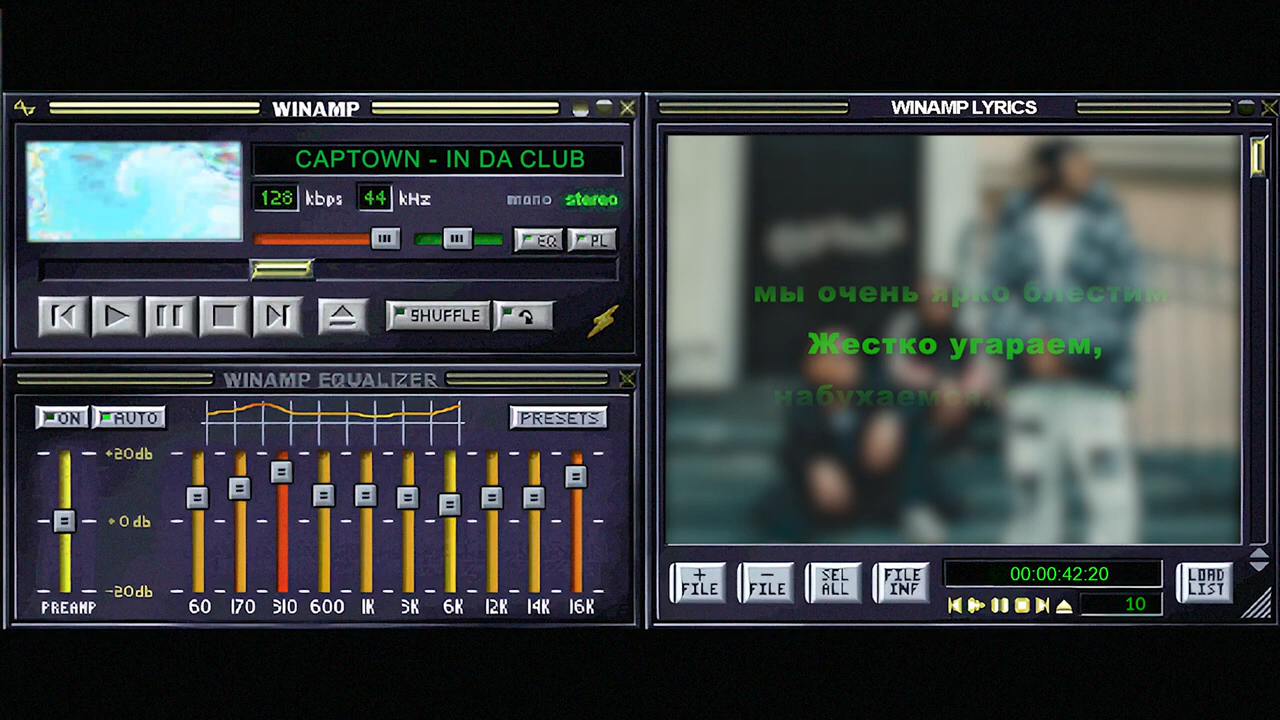 WINAMP
CAPTOWN - IN DA CLUB
128 kbps 44 kHz mono stereo
EQ PL
SHUFFLE
WINAMP EQUALIZER
ON AUTO PRESETS
+20db
+0db
-20db
PREAMP 60 170 310 600 1K 3K 6K 12K 14K 16K
WINAMP LYRICS
мы очень ярко блестим
Жестко угараем,
набухаемся,
+ FILE - FILE SEL ALL FILE INF LOAD LIST
00:00:42:20
10